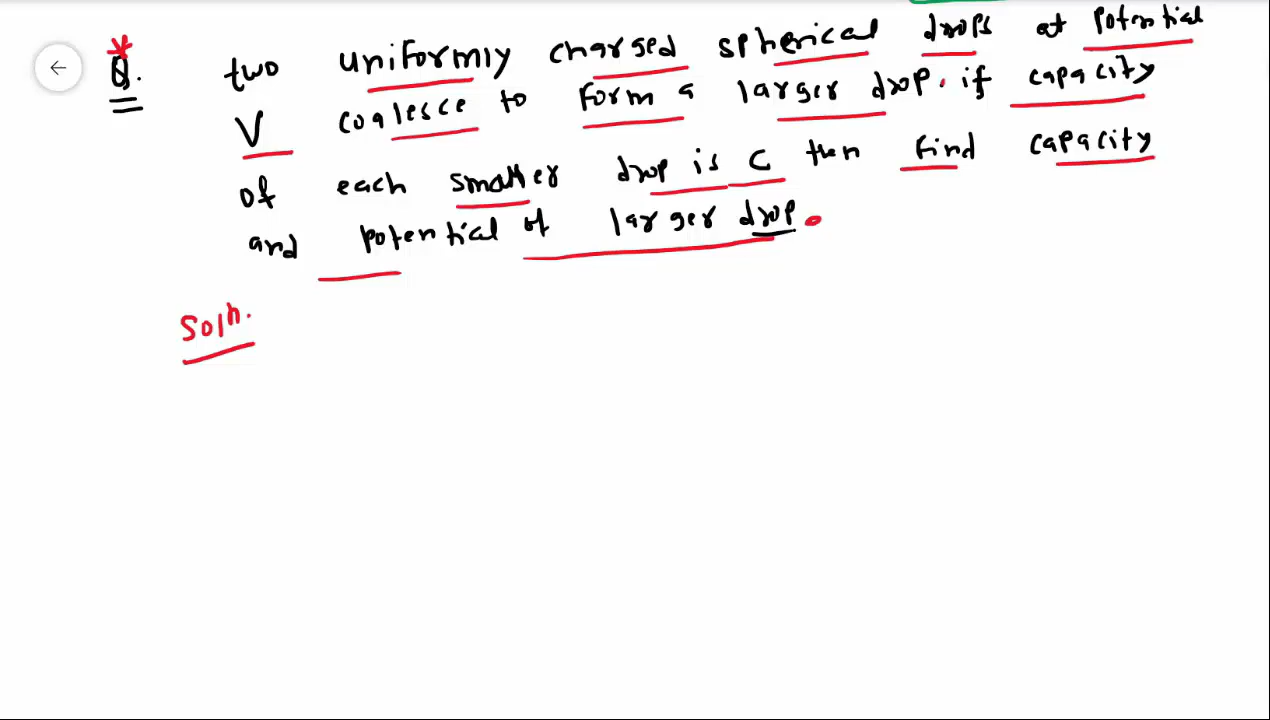 Q. two uniformly charged spherical drops at potential
V coalesce to form a larger drop. if capacity
of each smaller drop is C then find capacity
and potential of larger drop.
Soln.